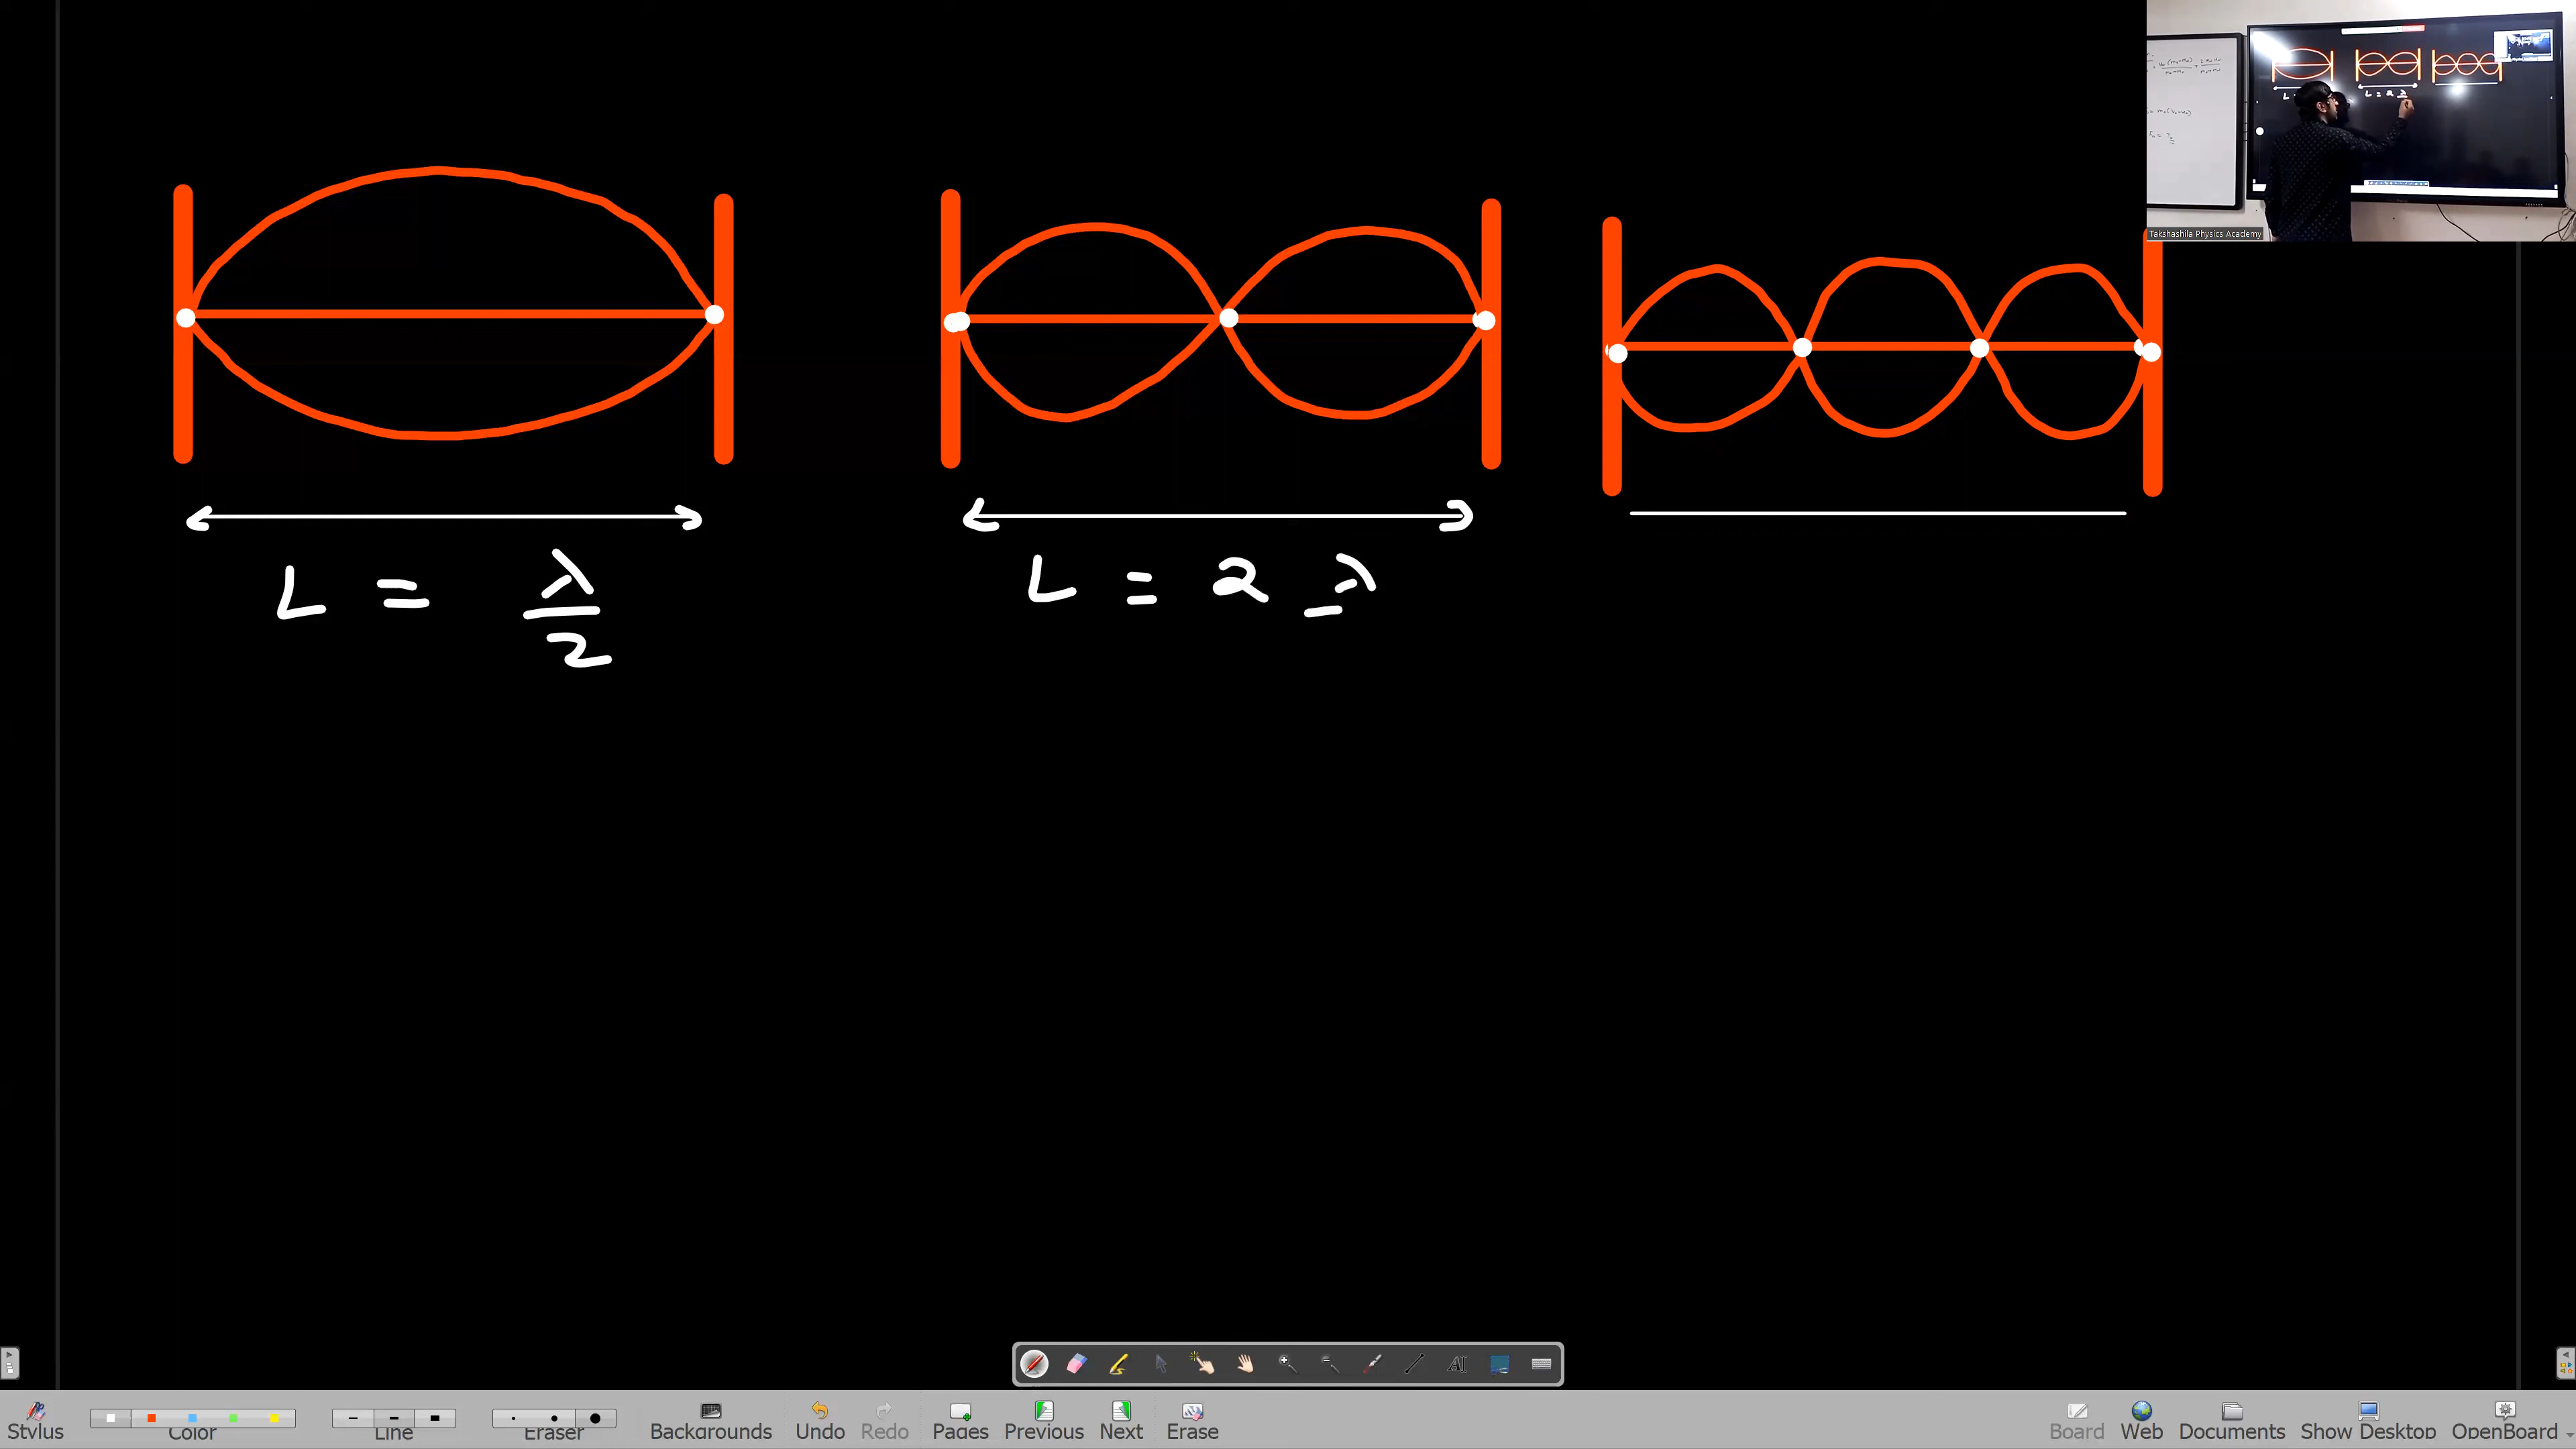 Takshashila Physics Academy
L = λ/2
L = 2 λ
Stylus
Color
Line
Eraser
Backgrounds
Undo
Redo
Pages
Previous
Next
Erase
Board
Web
Documents
Show Desktop
OpenBoard